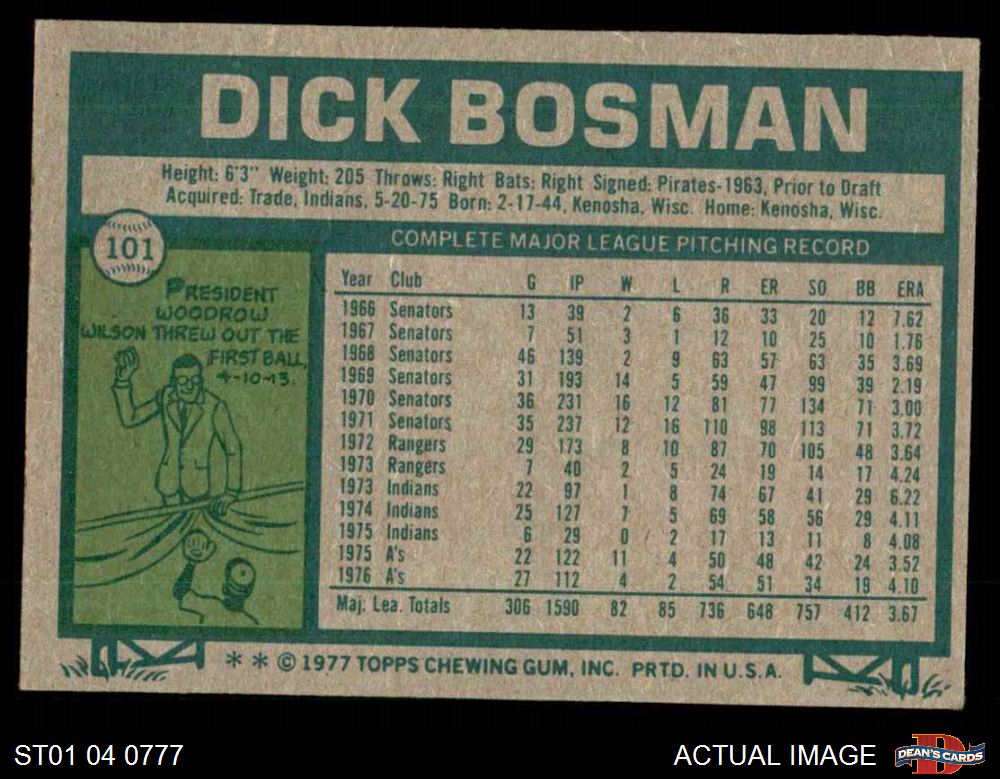 DICK BOSMAN
Height: 6'3" Weight: 205 Throws: Right Bats: Right Signed: Pirates-1963, Prior to Draft
Acquired: Trade, Indians, 5-20-75 Born: 2-17-44, Kenosha, Wisc. Home: Kenosha, Wisc.
101
PRESIDENT
WOODROW
WILSON THREW OUT THE
FIRST BALL,
4-10-13.
COMPLETE MAJOR LEAGUE PITCHING RECORD
Year Club G IP W L R ER SO BB ERA
1966 Senators 13 39 2 6 36 33 20 12 7.62
1967 Senators 7 51 3 1 12 10 25 10 1.76
1968 Senators 46 139 2 9 63 57 63 35 3.69
1969 Senators 31 193 14 5 59 47 99 39 2.19
1970 Senators 36 231 16 12 81 77 134 71 3.00
1971 Senators 35 237 12 16 110 98 113 71 3.72
1972 Rangers 29 173 8 10 87 70 105 48 3.64
1973 Rangers 7 40 2 5 24 19 14 17 4.24
1973 Indians 22 97 1 8 74 67 41 29 6.22
1974 Indians 25 127 7 5 69 58 56 29 4.11
1975 Indians 6 29 0 2 17 13 11 8 4.08
1975 A's 22 122 11 4 50 48 42 24 3.52
1976 A's 27 112 4 2 54 51 34 19 4.10
Maj. Lea. Totals 306 1590 82 85 736 648 757 412 3.67
* * © 1977 TOPPS CHEWING GUM, INC. PRTD. IN U.S.A.
ST01 04 0777
ACTUAL IMAGE
D
DEAN'S CARDS